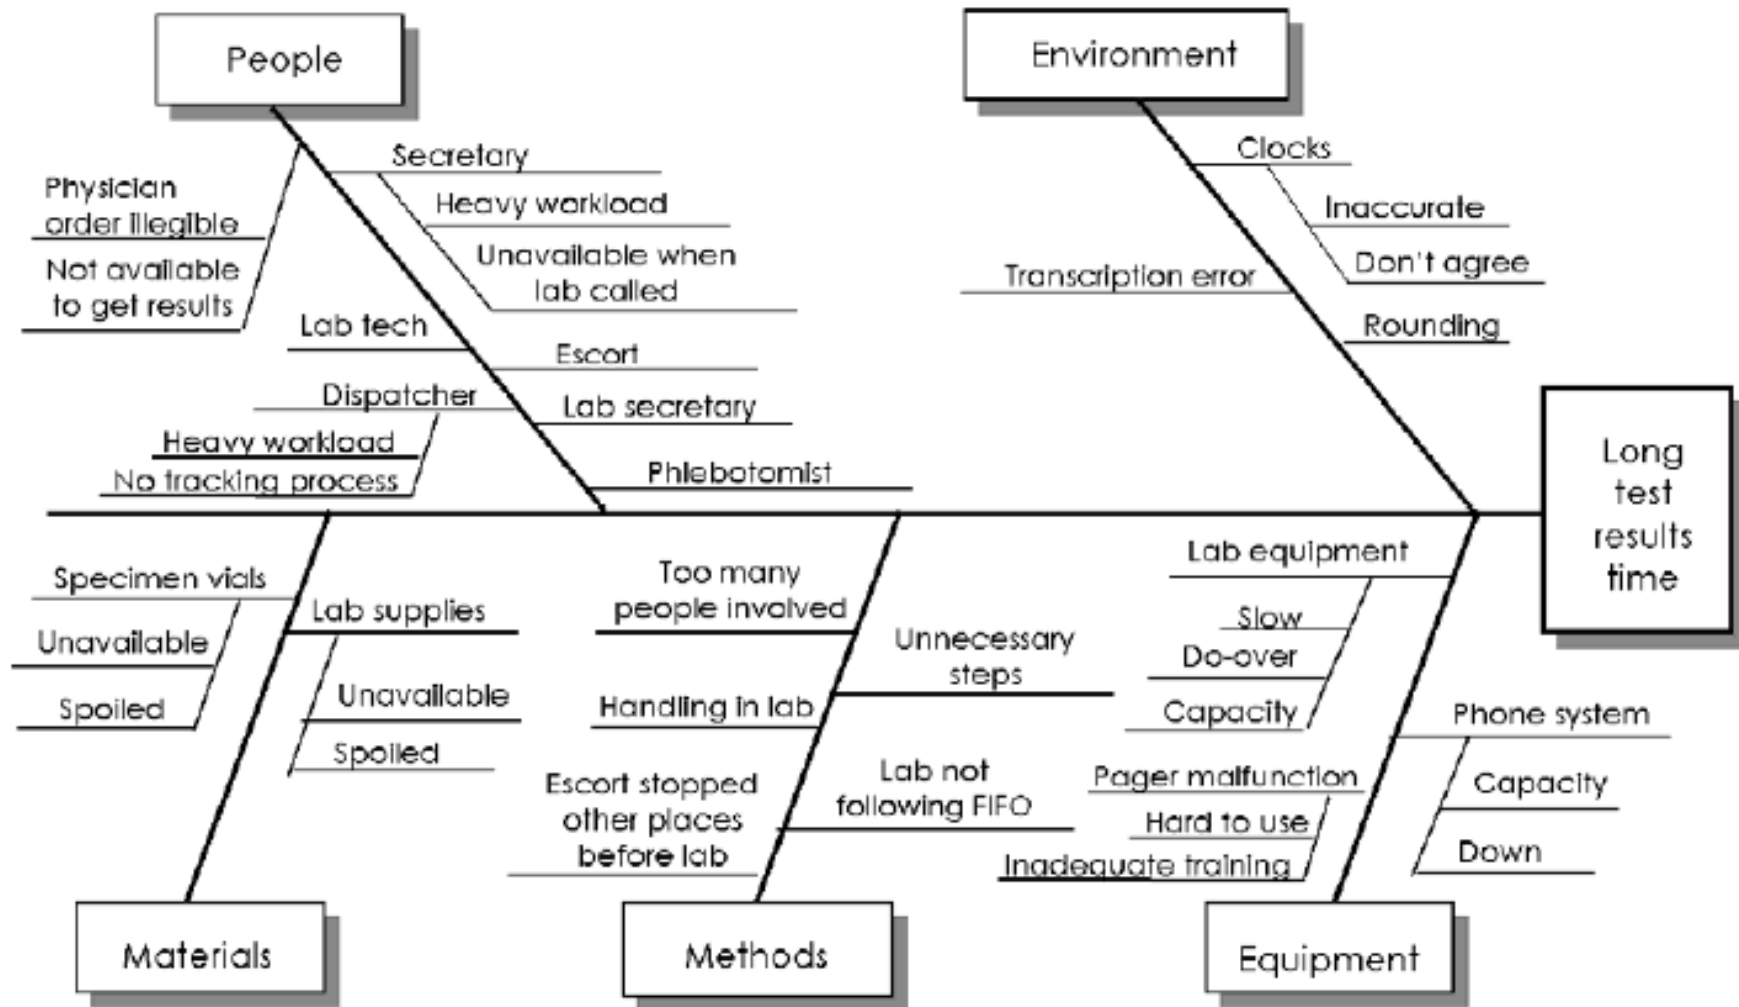 People
Environment
Secretary
Clocks
Physician
order illegible
Heavy workload
Inaccurate
Not available
to get results
Unavailable when
lab called
Transcription error
Don't agree
Lab tech
Escort
Rounding
Dispatcher
Lab secretary
Heavy workload
No tracking process
Phlebotomist
Long
test
results
time
Specimen vials
Lab supplies
Unavailable
Spoiled
Unavailable
Spoiled
Too many
people involved
Unnecessary
steps
Handling in lab
Escort stopped
other places
before lab
Lab not
following FIFO
Lab equipment
Slow
Do-over
Capacity
Phone system
Pager malfunction
Capacity
Hard to use
Down
Inadequate training
Materials
Methods
Equipment